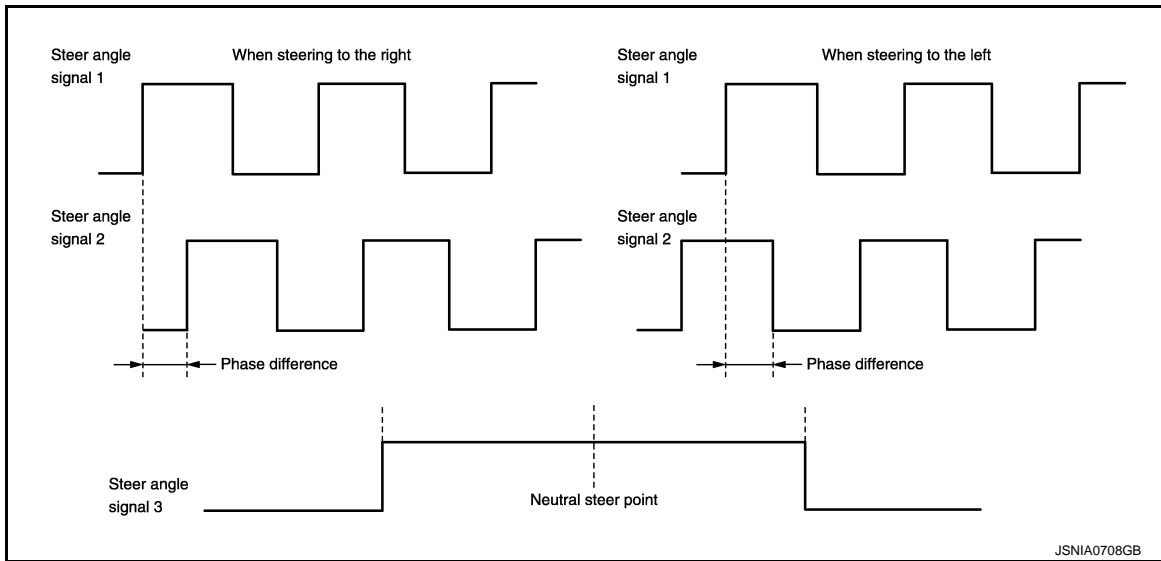 Steer angle
signal 1
When steering to the right
Steer angle
signal 1
When steering to the left
Steer angle
signal 2
Steer angle
signal 2
Phase difference
Phase difference
Steer angle
signal 3
Neutral steer point
JSNIA0708GB